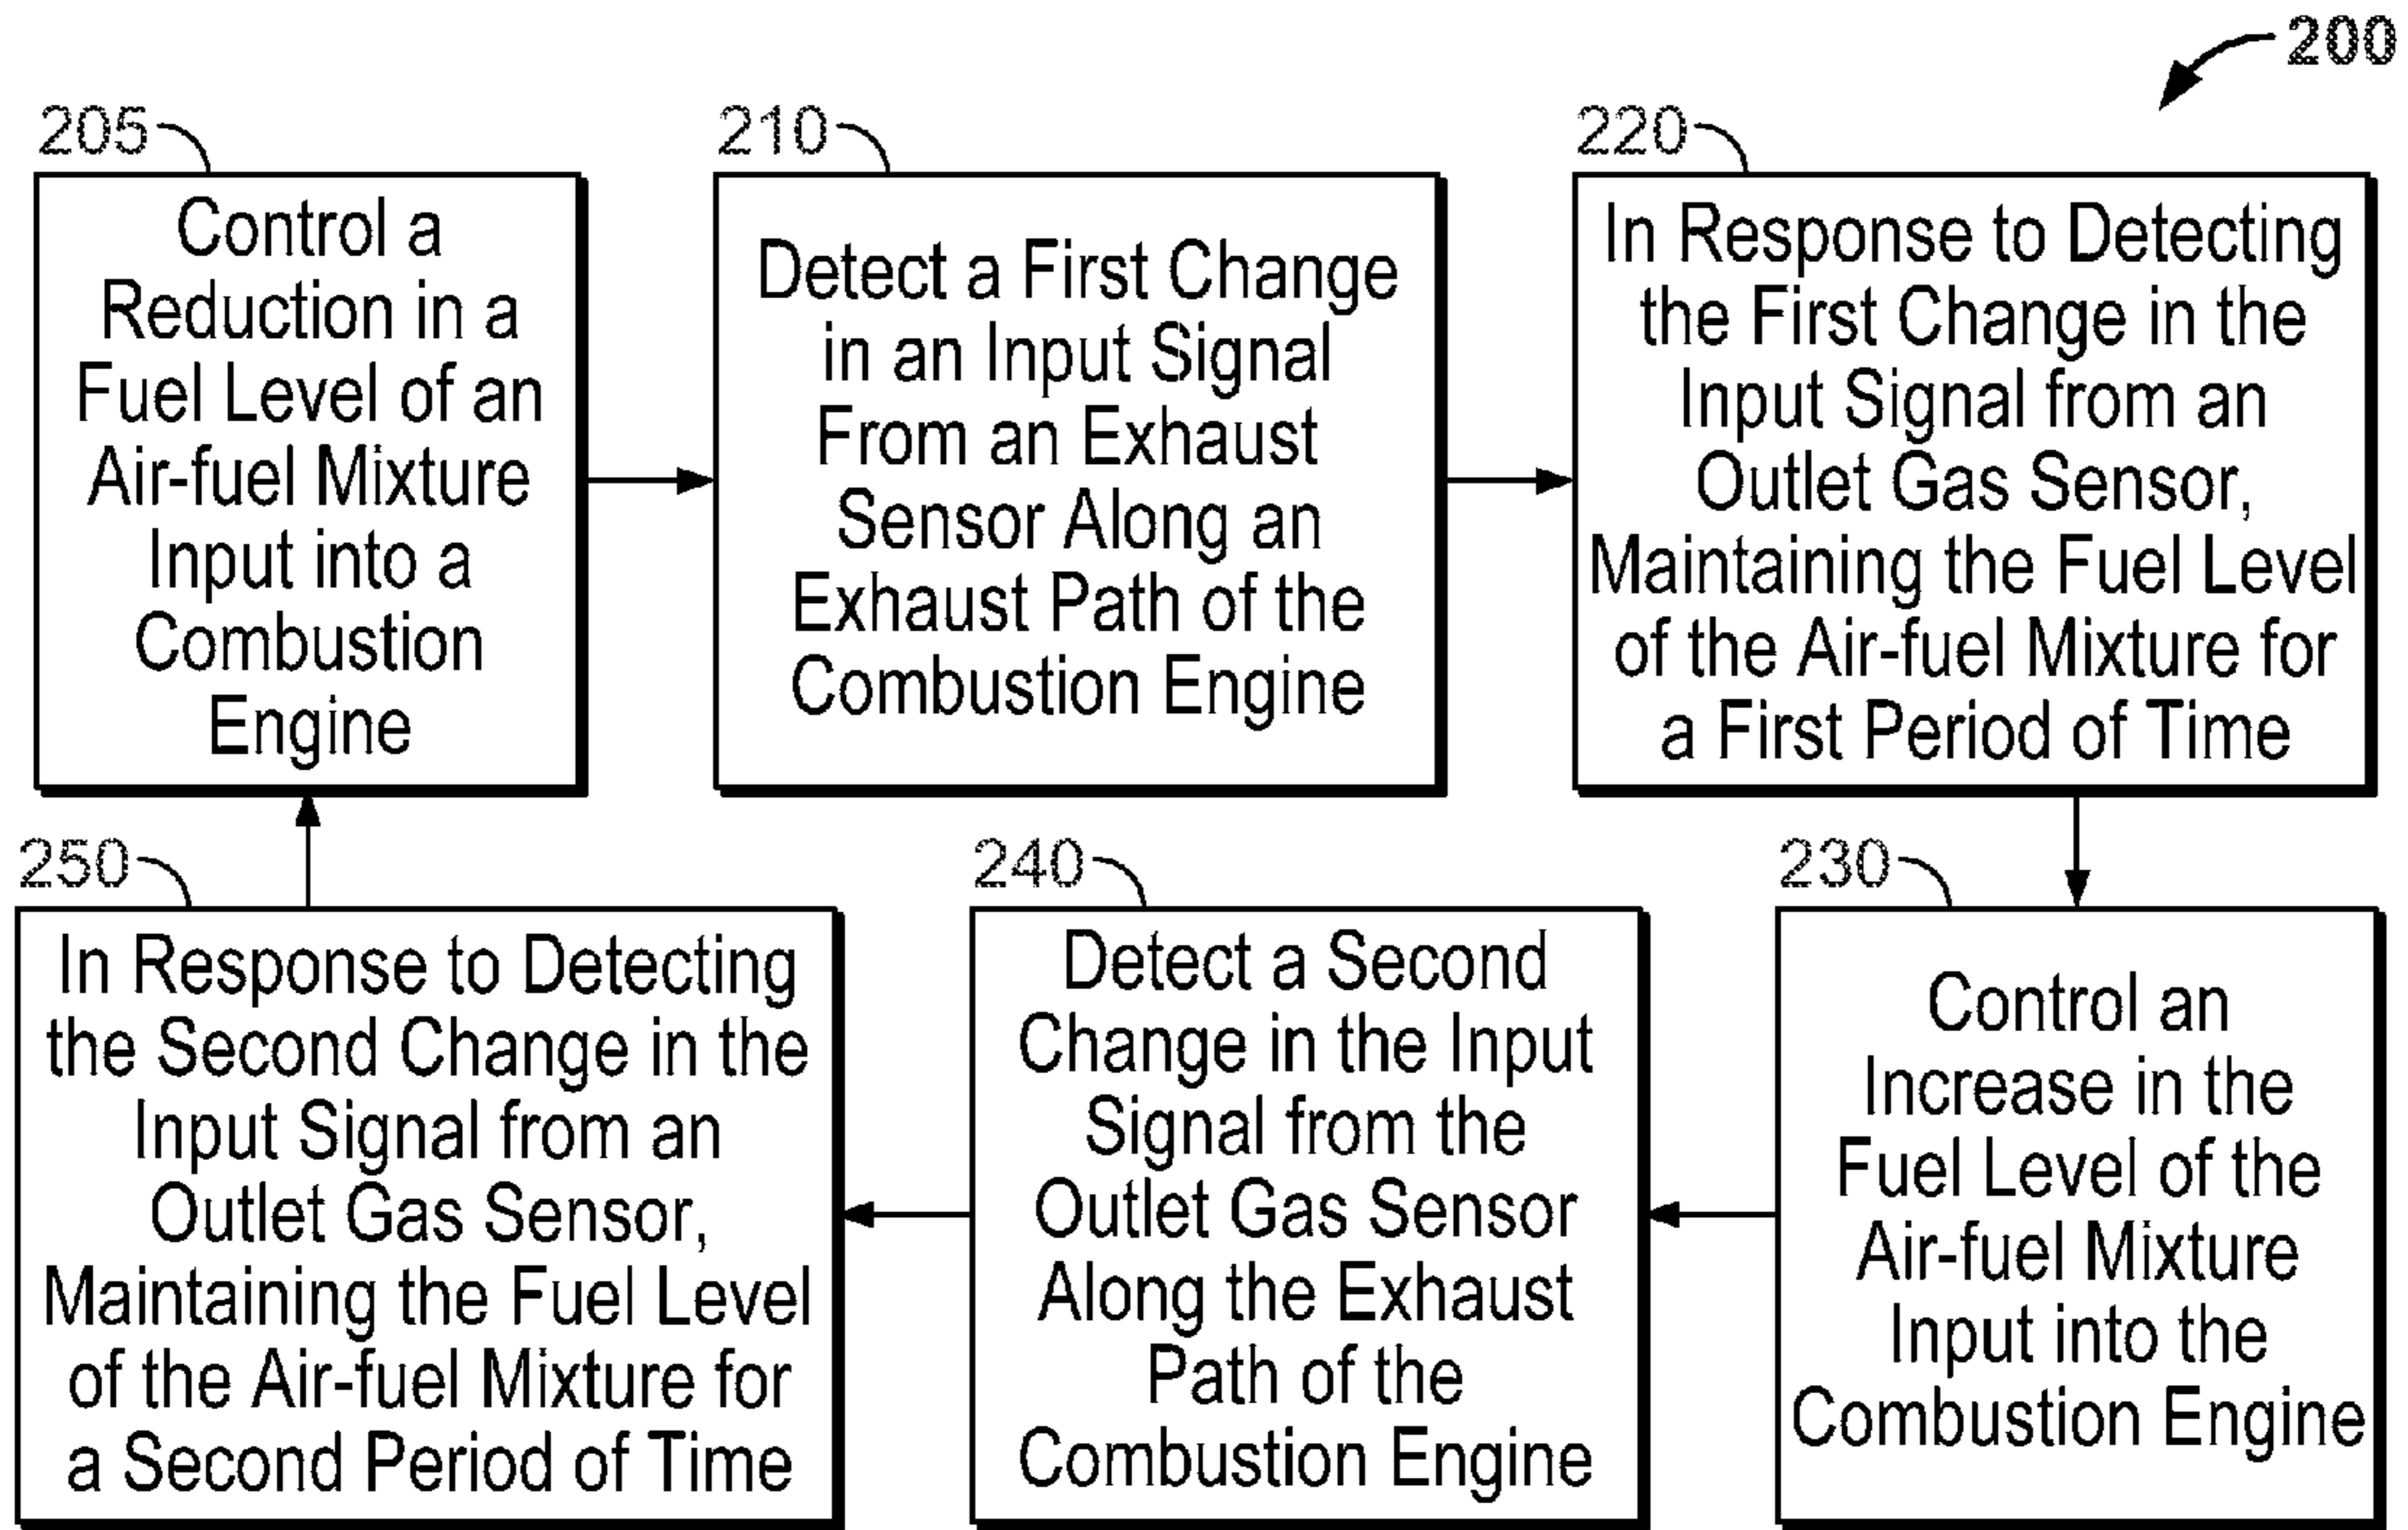 200
205
Control a
Reduction in a
Fuel Level of an
Air-fuel Mixture
Input into a
Combustion
Engine
210
Detect a First Change
in an Input Signal
From an Exhaust
Sensor Along an
Exhaust Path of the
Combustion Engine
220
In Response to Detecting
the First Change in the
Input Signal from an
Outlet Gas Sensor,
Maintaining the Fuel Level
of the Air-fuel Mixture for
a First Period of Time
230
Control an
Increase in the
Fuel Level of the
Air-fuel Mixture
Input into the
Combustion Engine
240
Detect a Second
Change in the Input
Signal from the
Outlet Gas Sensor
Along the Exhaust
Path of the
Combustion Engine
250
In Response to Detecting
the Second Change in the
Input Signal from an
Outlet Gas Sensor,
Maintaining the Fuel Level
of the Air-fuel Mixture for
a Second Period of Time